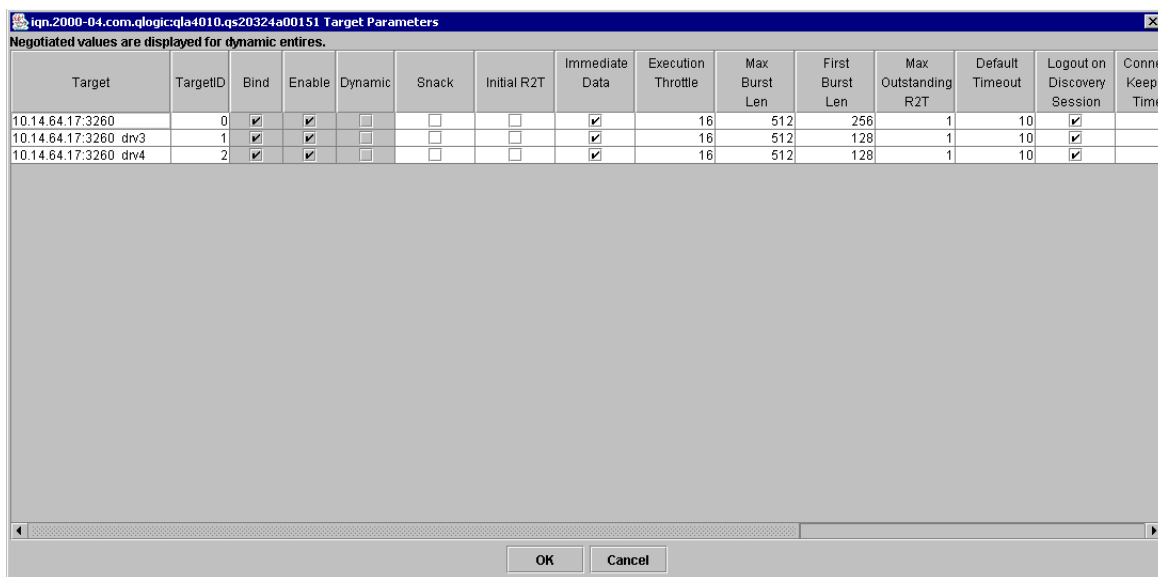 iqn.2000-04.com.qlogic:qla4010.qs20324a00151 Target Parameters
Negotiated values are displayed for dynamic entires.
Target TargetID Bind Enable Dynamic Snack Initial R2T Immediate Data Execution Throttle Max Burst Len First Burst Len Max Outstanding R2T Default Timeout Logout on Discovery Session Conne Keep Time
10.14.64.17:3260 0 16 512 256 1 10
10.14.64.17:3260 drv3 1 16 512 128 1 10
10.14.64.17:3260 drv4 2 16 512 128 1 10
OK Cancel